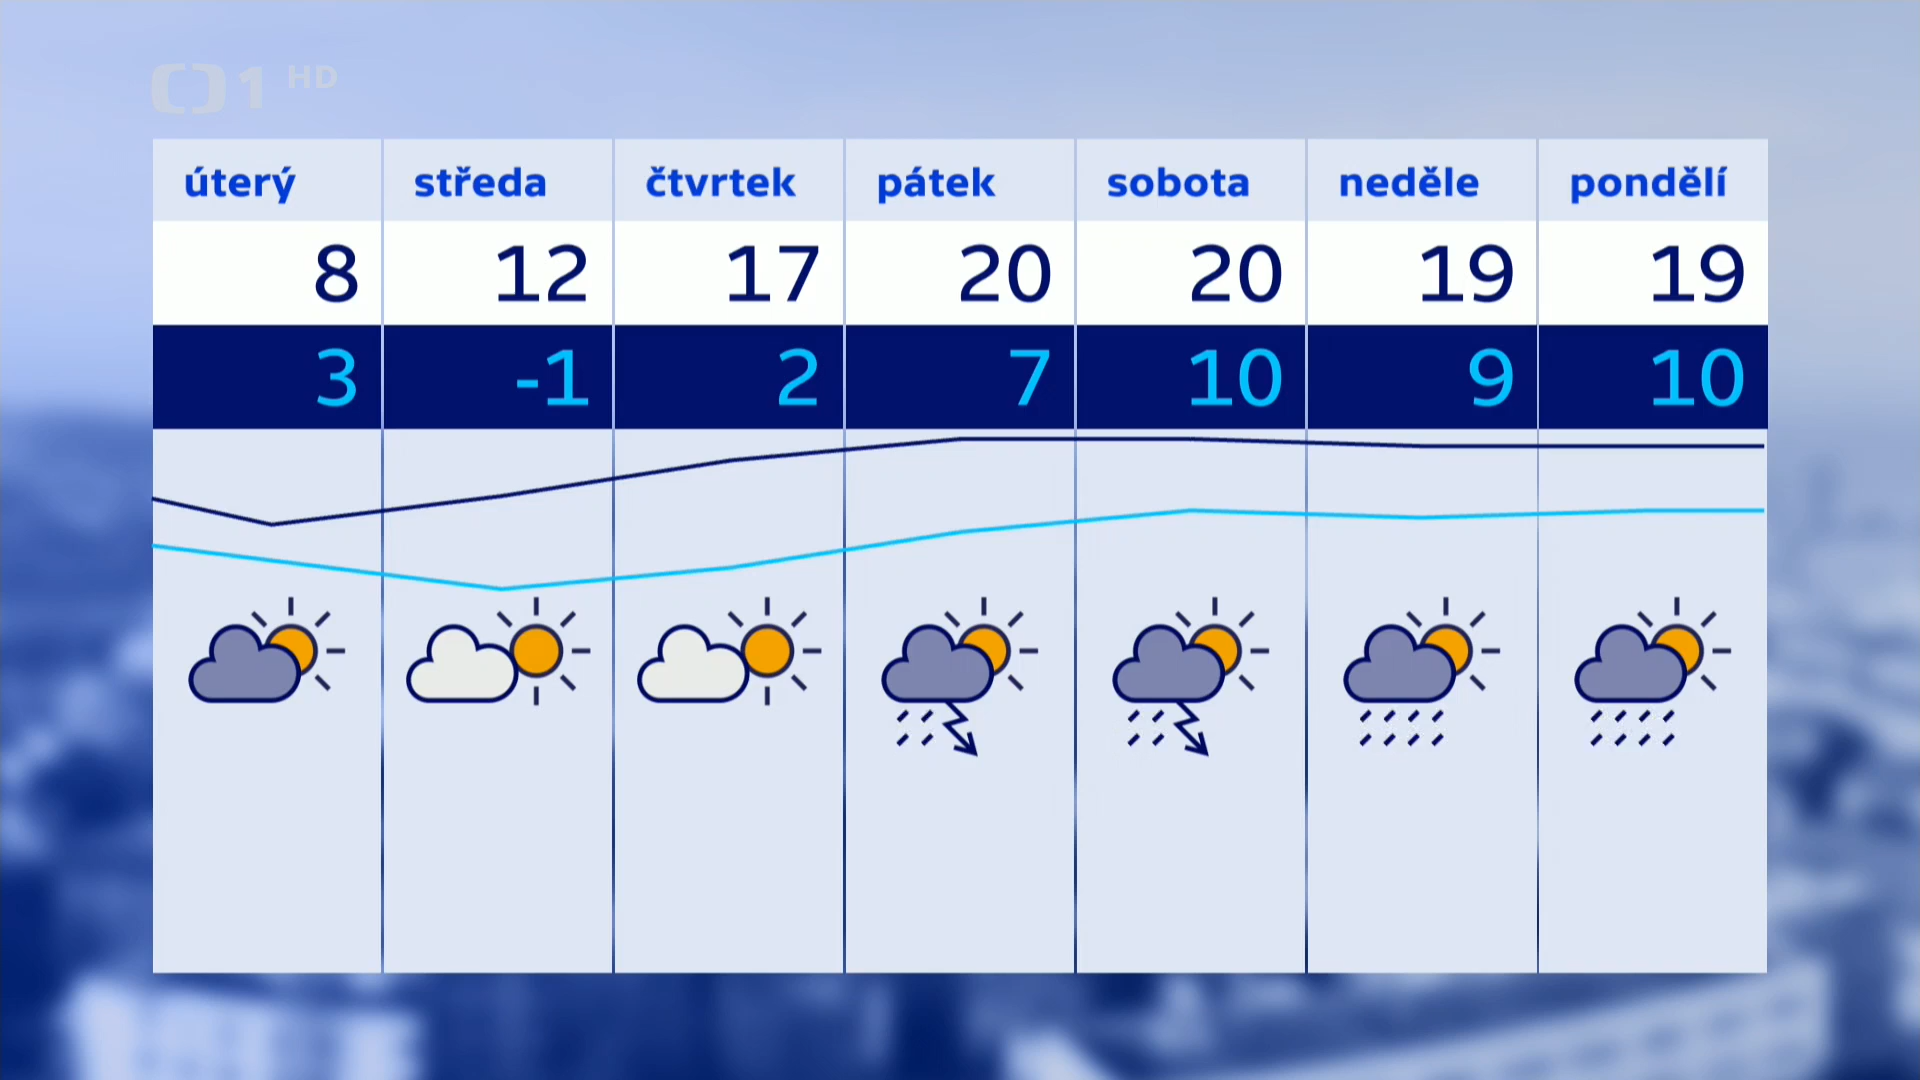 1 HD
úterý středa čtvrtek pátek sobota neděle pondělí
8 12 17 20 20 19 19
3 -1 2 7 10 9 10